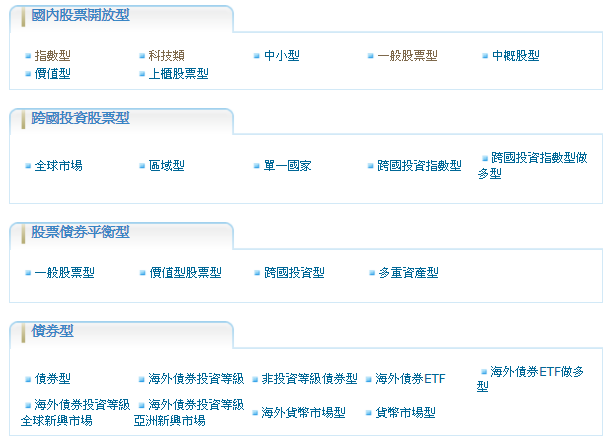 國內股票開放型
指數型 科技類 中小型 一般股票型 中概股型
價值型 上櫃股票型
跨國投資股票型
全球市場 區域型 單一國家 跨國投資指數型 跨國投資指數型做多型
股票債券平衡型
一般股票型 價值型股票型 跨國投資型 多重資產型
債券型
債券型 海外債券投資等級 非投資等級債券型 海外債券ETF 海外債券ETF做多型
海外債券投資等級全球新興市場 海外債券投資等級亞洲新興市場 海外貨幣市場型 貨幣市場型